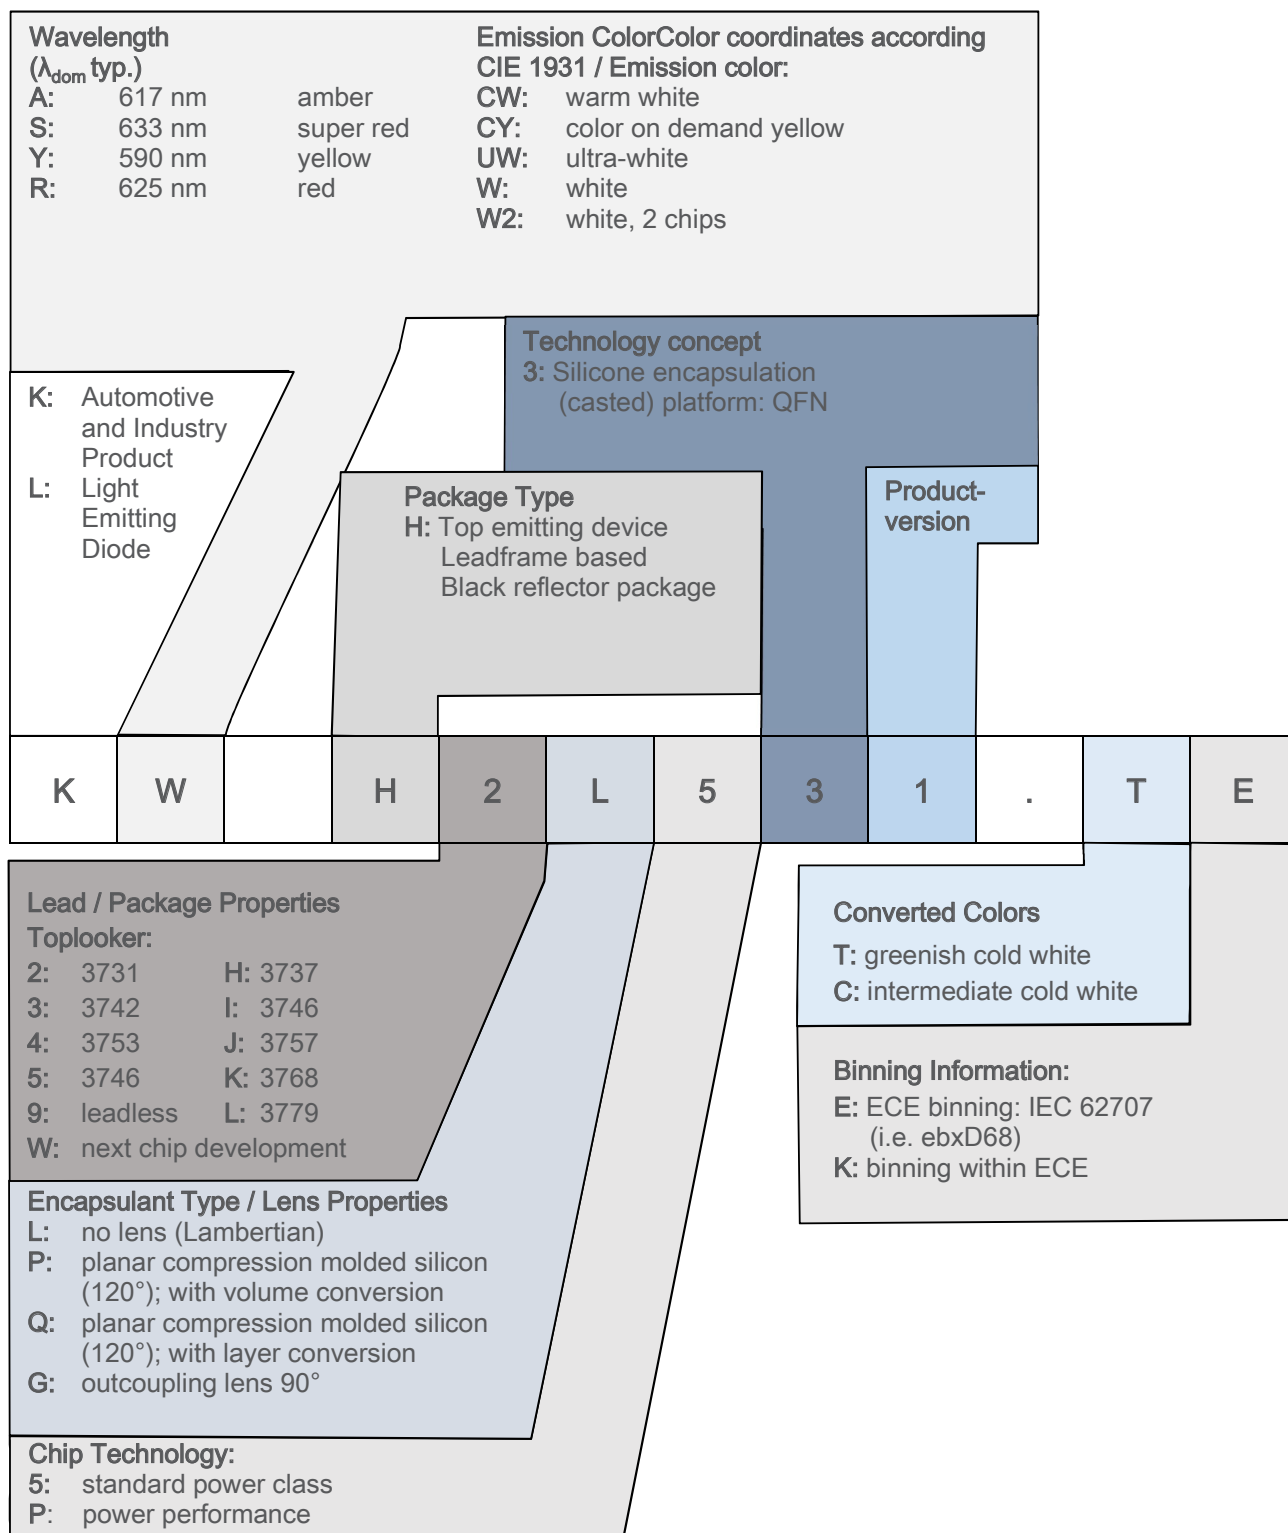 Wavelength
(λdom typ.)
A: 617 nm amber
S: 633 nm super red
Y: 590 nm yellow
R: 625 nm red
Emission ColorColor coordinates according
CIE 1931 / Emission color:
CW: warm white
CY: color on demand yellow
UW: ultra-white
W: white
W2: white, 2 chips
Technology concept
3: Silicone encapsulation
(casted) platform: QFN
K: Automotive
and Industry
Product
L: Light
Emitting
Diode
Package Type
H: Top emitting device
Leadframe based
Black reflector package
Product-
version
K W H 2 L 5 3 1 . T E
Lead / Package Properties
Toplooker:
2: 3731 H: 3737
3: 3742 I: 3746
4: 3753 J: 3757
5: 3746 K: 3768
9: leadless L: 3779
W: next chip development
Converted Colors
T: greenish cold white
C: intermediate cold white
Binning Information:
E: ECE binning: IEC 62707
(i.e. ebxD68)
K: binning within ECE
Encapsulant Type / Lens Properties
L: no lens (Lambertian)
P: planar compression molded silicon
(120°); with volume conversion
Q: planar compression molded silicon
(120°); with layer conversion
G: outcoupling lens 90°
Chip Technology:
5: standard power class
P: power performance